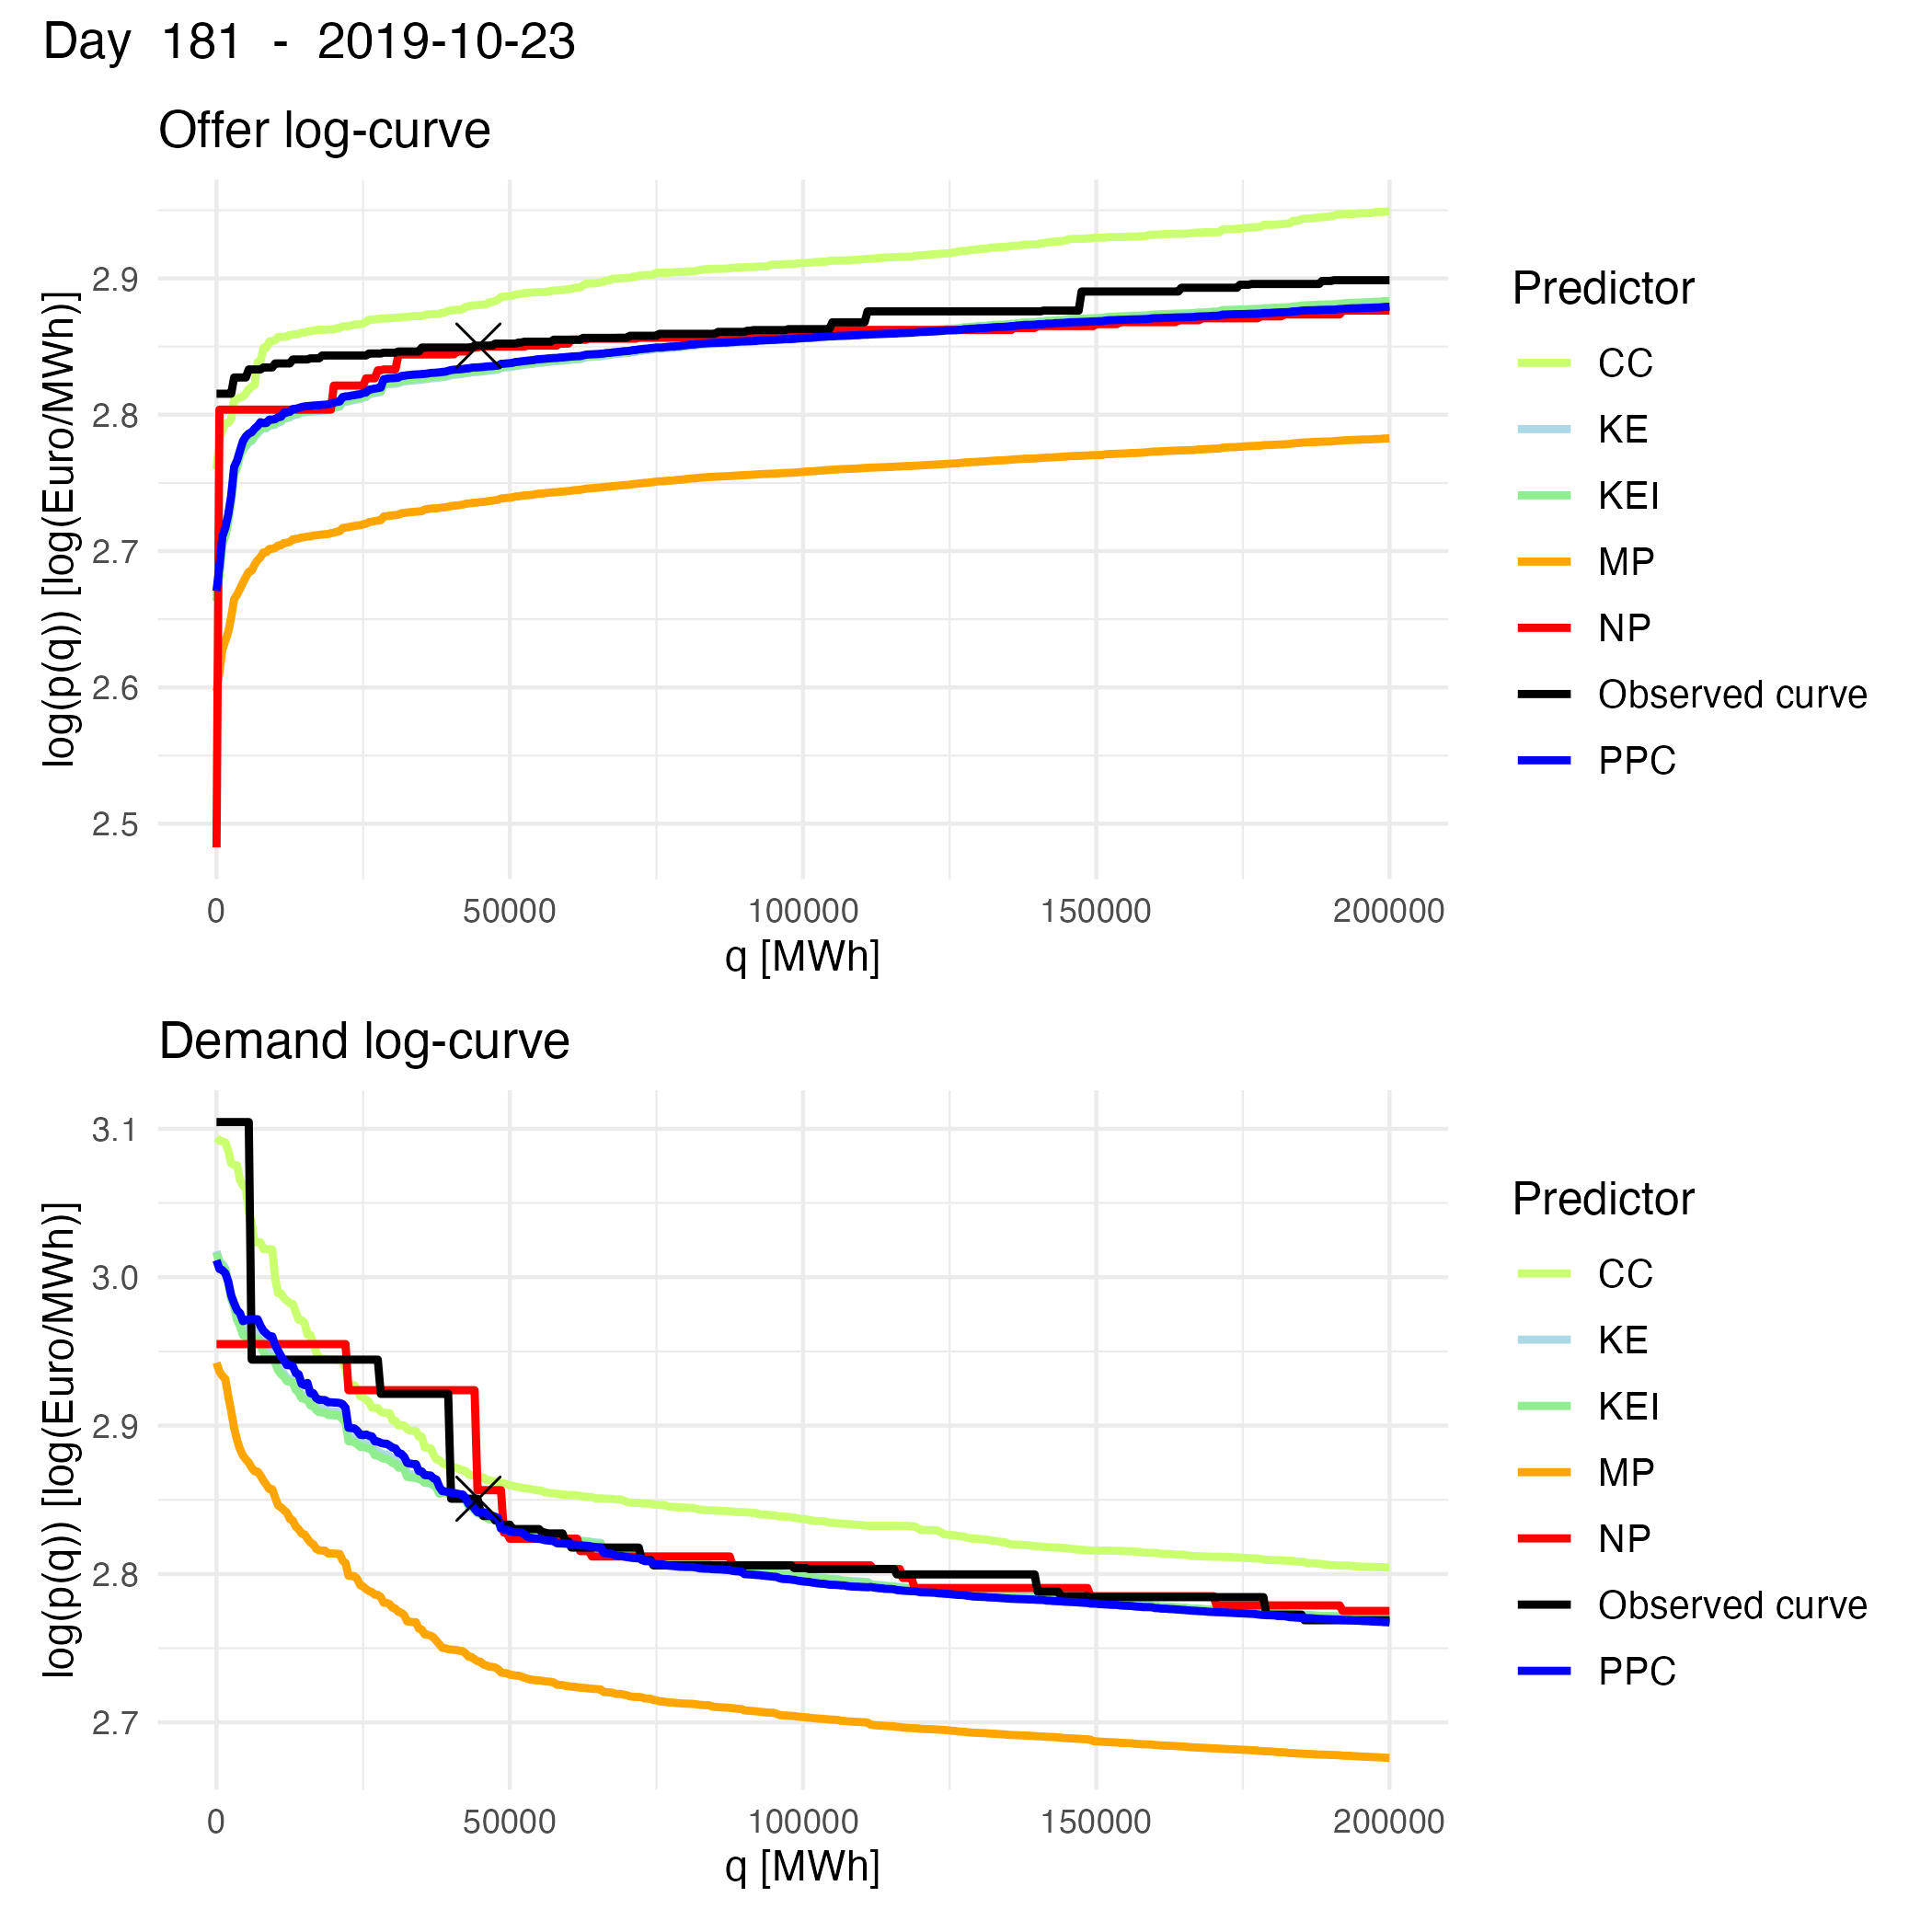 Day 181 - 2019-10-23
Offer log-curve
log(p(q)) [log(Euro/MWh)]
2.9
2.8
2.7
2.6
2.5
0 50000 100000 150000 200000
q [MWh]
Predictor
CC
KE
KEI
MP
NP
Observed curve
PPC
Demand log-curve
log(p(q)) [log(Euro/MWh)]
3.1
3.0
2.9
2.8
2.7
0 50000 100000 150000 200000
q [MWh]
Predictor
CC
KE
KEI
MP
NP
Observed curve
PPC